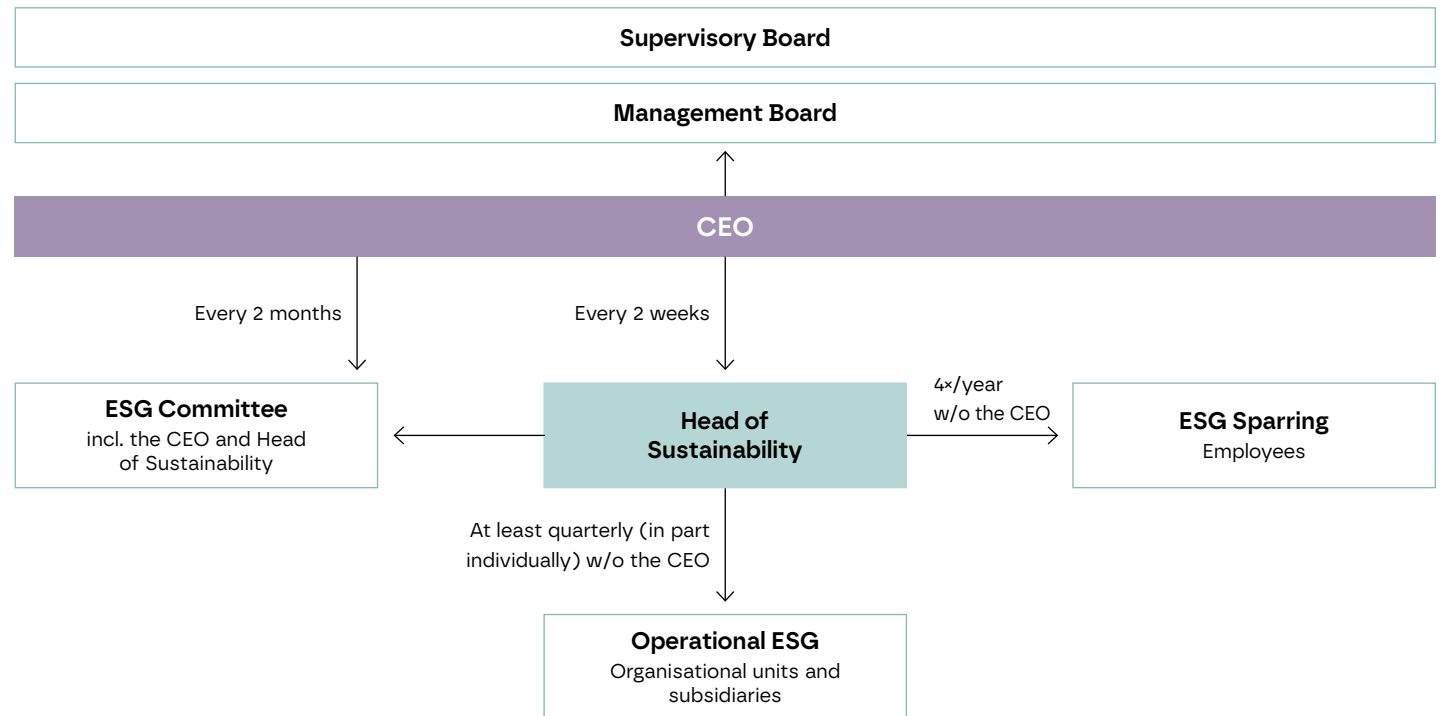 Supervisory Board
Management Board
CEO
Every 2 months
Every 2 weeks
ESG Committee
incl. the CEO and Head
of Sustainability
Head of
Sustainability
4×/year
w/o the CEO
ESG Sparring
Employees
At least quarterly (in part
individually) w/o the CEO
Operational ESG
Organisational units and
subsidiaries